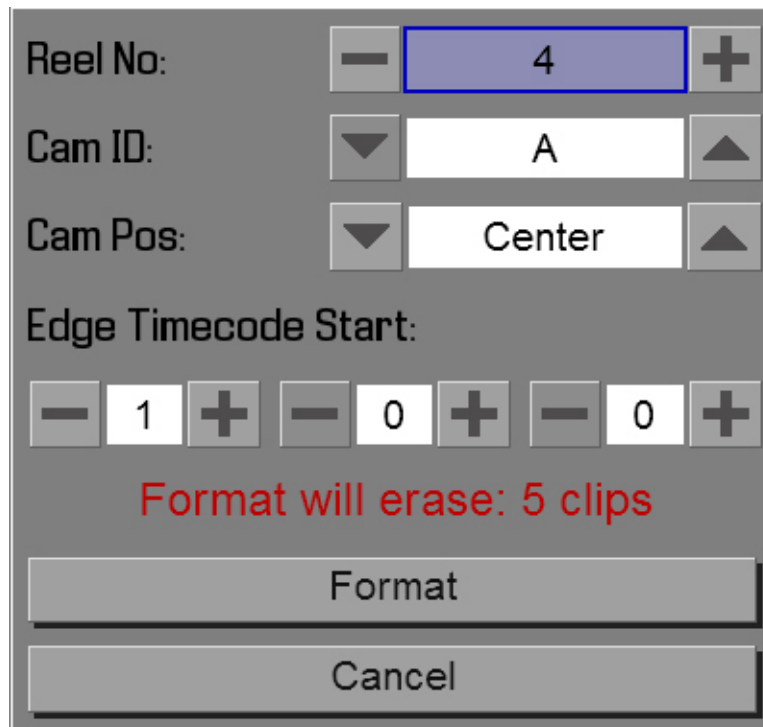 Reel No: 4
Cam ID: A
Cam Pos: Center
Edge Timecode Start:
1 0 0
Format will erase: 5 clips
Format
Cancel